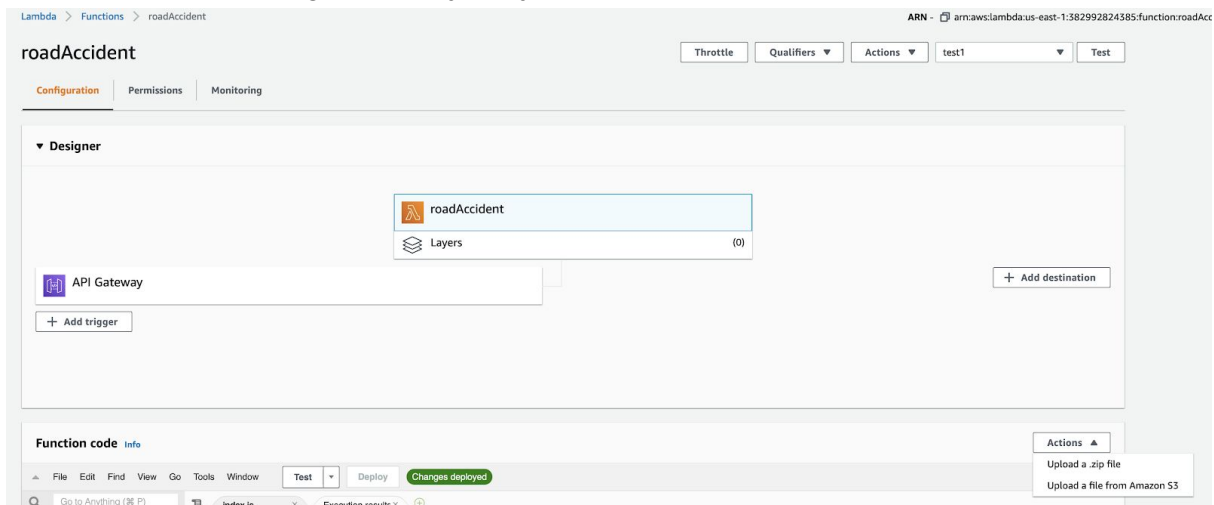 Lambda > Functions > roadAccident
ARN - arn:aws:lambda:us-east-1:382992824385:function:roadAcc
roadAccident
Throttle Qualifiers ▼ Actions ▼ test1 ▼ Test
Configuration Permissions Monitoring
▼ Designer
roadAccident
Layers (0)
API Gateway
+ Add destination
+ Add trigger
Function code Info
Actions ▲
Upload a .zip file
Upload a file from Amazon S3
File Edit Find View Go Tools Window Test ▼ Deploy Changes deployed
Go to Anything (⌘ P) index.js × Execution results ×